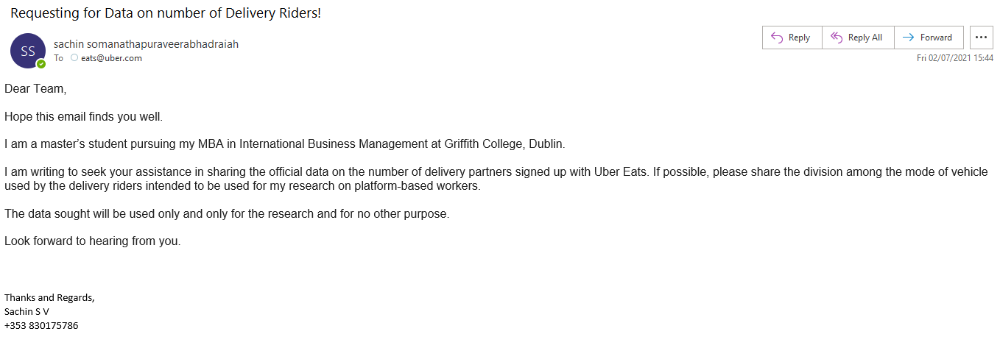 Requesting for Data on number of Delivery Riders!
SS
sachin somanathapuraveerabhadraiah
To eats@uber.com
Reply
Reply All
Forward
Fri 02/07/2021 15:44
Dear Team,
Hope this email finds you well.
I am a master’s student pursuing my MBA in International Business Management at Griffith College, Dublin.
I am writing to seek your assistance in sharing the official data on the number of delivery partners signed up with Uber Eats. If possible, please share the division among the mode of vehicle
used by the delivery riders intended to be used for my research on platform-based workers.
The data sought will be used only and only for the research and for no other purpose.
Look forward to hearing from you.
Thanks and Regards,
Sachin S V
+353 830175786